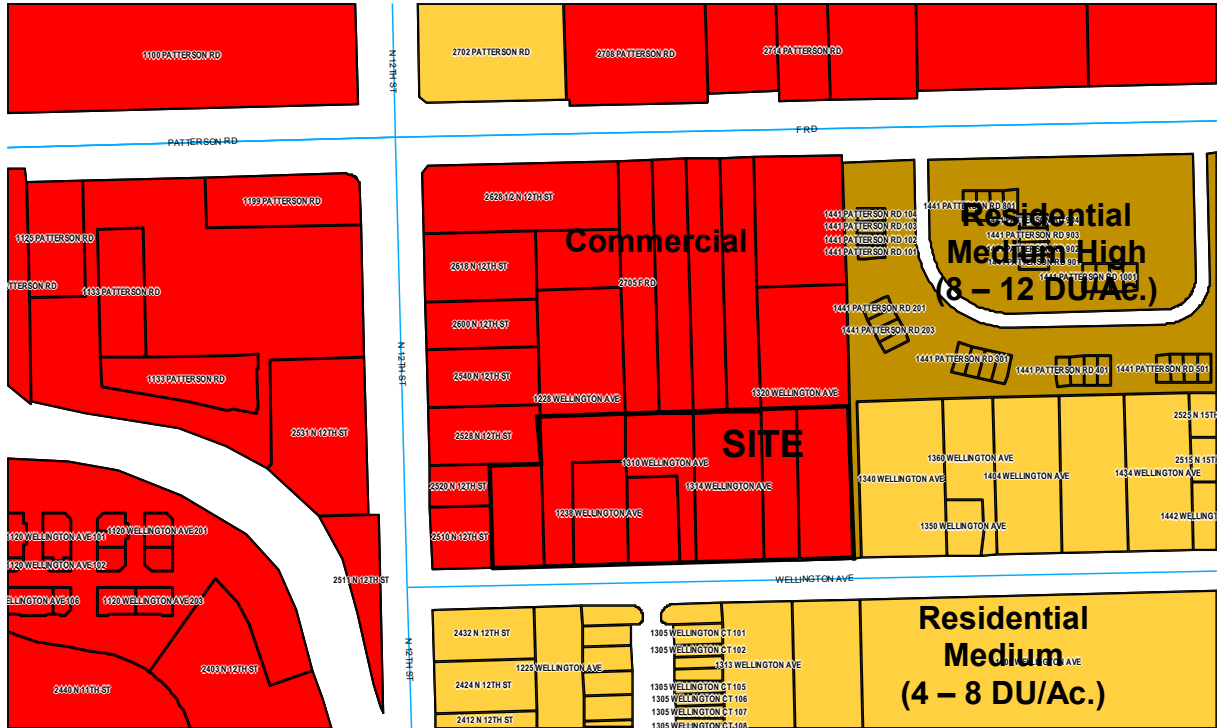 1100 PATTERSON RD
N 12TH ST
2702 PATTERSON RD
2708 PATTERSON RD
2714 PATTERSON RD
PATTERSON RD
F RD
1199 PATTERSON RD
1125 PATTERSON RD
1133 PATTERSON RD
1133 PATTERSON RD
2531 N 12TH ST
N 12TH ST
2628 1/2 N 12TH ST
2618 N 12TH ST
Commercial
2705 F RD
2600 N 12TH ST
2540 N 12TH ST
1228 WELLINGTON AVE
1320 WELLINGTON AVE
2528 N 12TH ST
SITE
2520 N 12TH ST
1310 WELLINGTON AVE
1314 WELLINGTON AVE
1238 WELLINGTON AVE
2510 N 12TH ST
1441 PATTERSON RD 104
1441 PATTERSON RD 103
1441 PATTERSON RD 102
1441 PATTERSON RD 101
1441 PATTERSON RD 801
Residential
Medium High
(8 – 12 DU/Ac.)
1441 PATTERSON RD 201
1441 PATTERSON RD 203
1441 PATTERSON RD 301
1441 PATTERSON RD 401
1441 PATTERSON RD 501
2525 N 15TH
2515 N 15TH
1360 WELLINGTON AVE
1340 WELLINGTON AVE
1404 WELLINGTON AVE
1434 WELLINGTON AVE
1350 WELLINGTON AVE
1442 WELLINGT
1120 WELLINGTON AVE 101
1120 WELLINGTON AVE 201
1120 WELLINGTON AVE 102
ELLINGTON AVE 106
1120 WELLINGTON AVE 203
2511 N 12TH ST
2403 N 12TH ST
2440 N 11TH ST
WELLINGTON AVE
N 12TH ST
2432 N 12TH ST
2424 N 12TH ST
2412 N 12TH ST
1225 WELLINGTON AVE
1305 WELLINGTON CT 101
1305 WELLINGTON CT 102
1313 WELLINGTON AVE
1305 WELLINGTON CT 105
1305 WELLINGTON CT 106
1305 WELLINGTON CT 107
1305 WELLINGTON CT 108
Residential
Medium
(4 – 8 DU/Ac.)